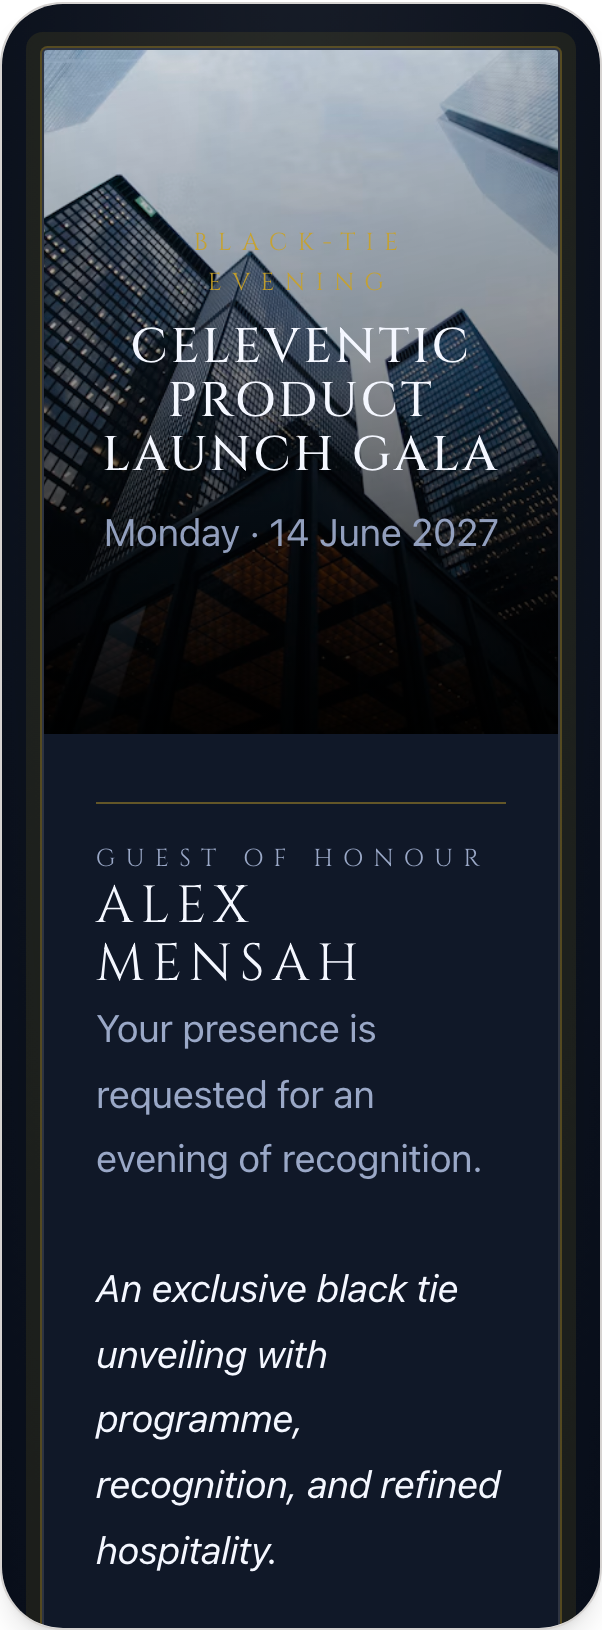 BLACK-TIE
EVENING
CELEVENTIC
PRODUCT
LAUNCH GALA
Monday · 14 June 2027
GUEST OF HONOUR
ALEX
MENSAH
Your presence is
requested for an
evening of recognition.
An exclusive black tie
unveiling with
programme,
recognition, and refined
hospitality.